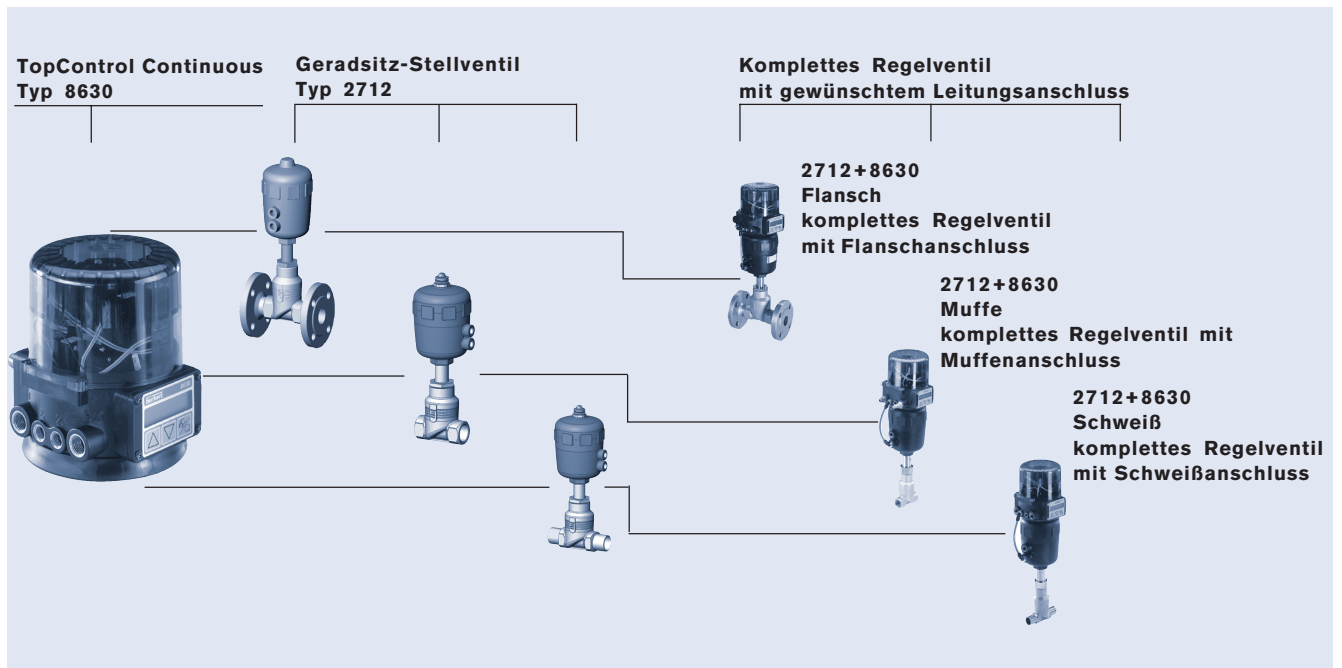 TopControl Continuous
Typ 8630
Geradsitz-Stellventil
Typ 2712
Komplettes Regelventil
mit gewünschtem Leitungsanschluss
2712+8630
Flansch
komplettes Regelventil
mit Flanschanschluss
2712+8630
Muffe
komplettes Regelventil mit
Muffenanschluss
2712+8630
Schweiß
komplettes Regelventil
mit Schweißanschluss